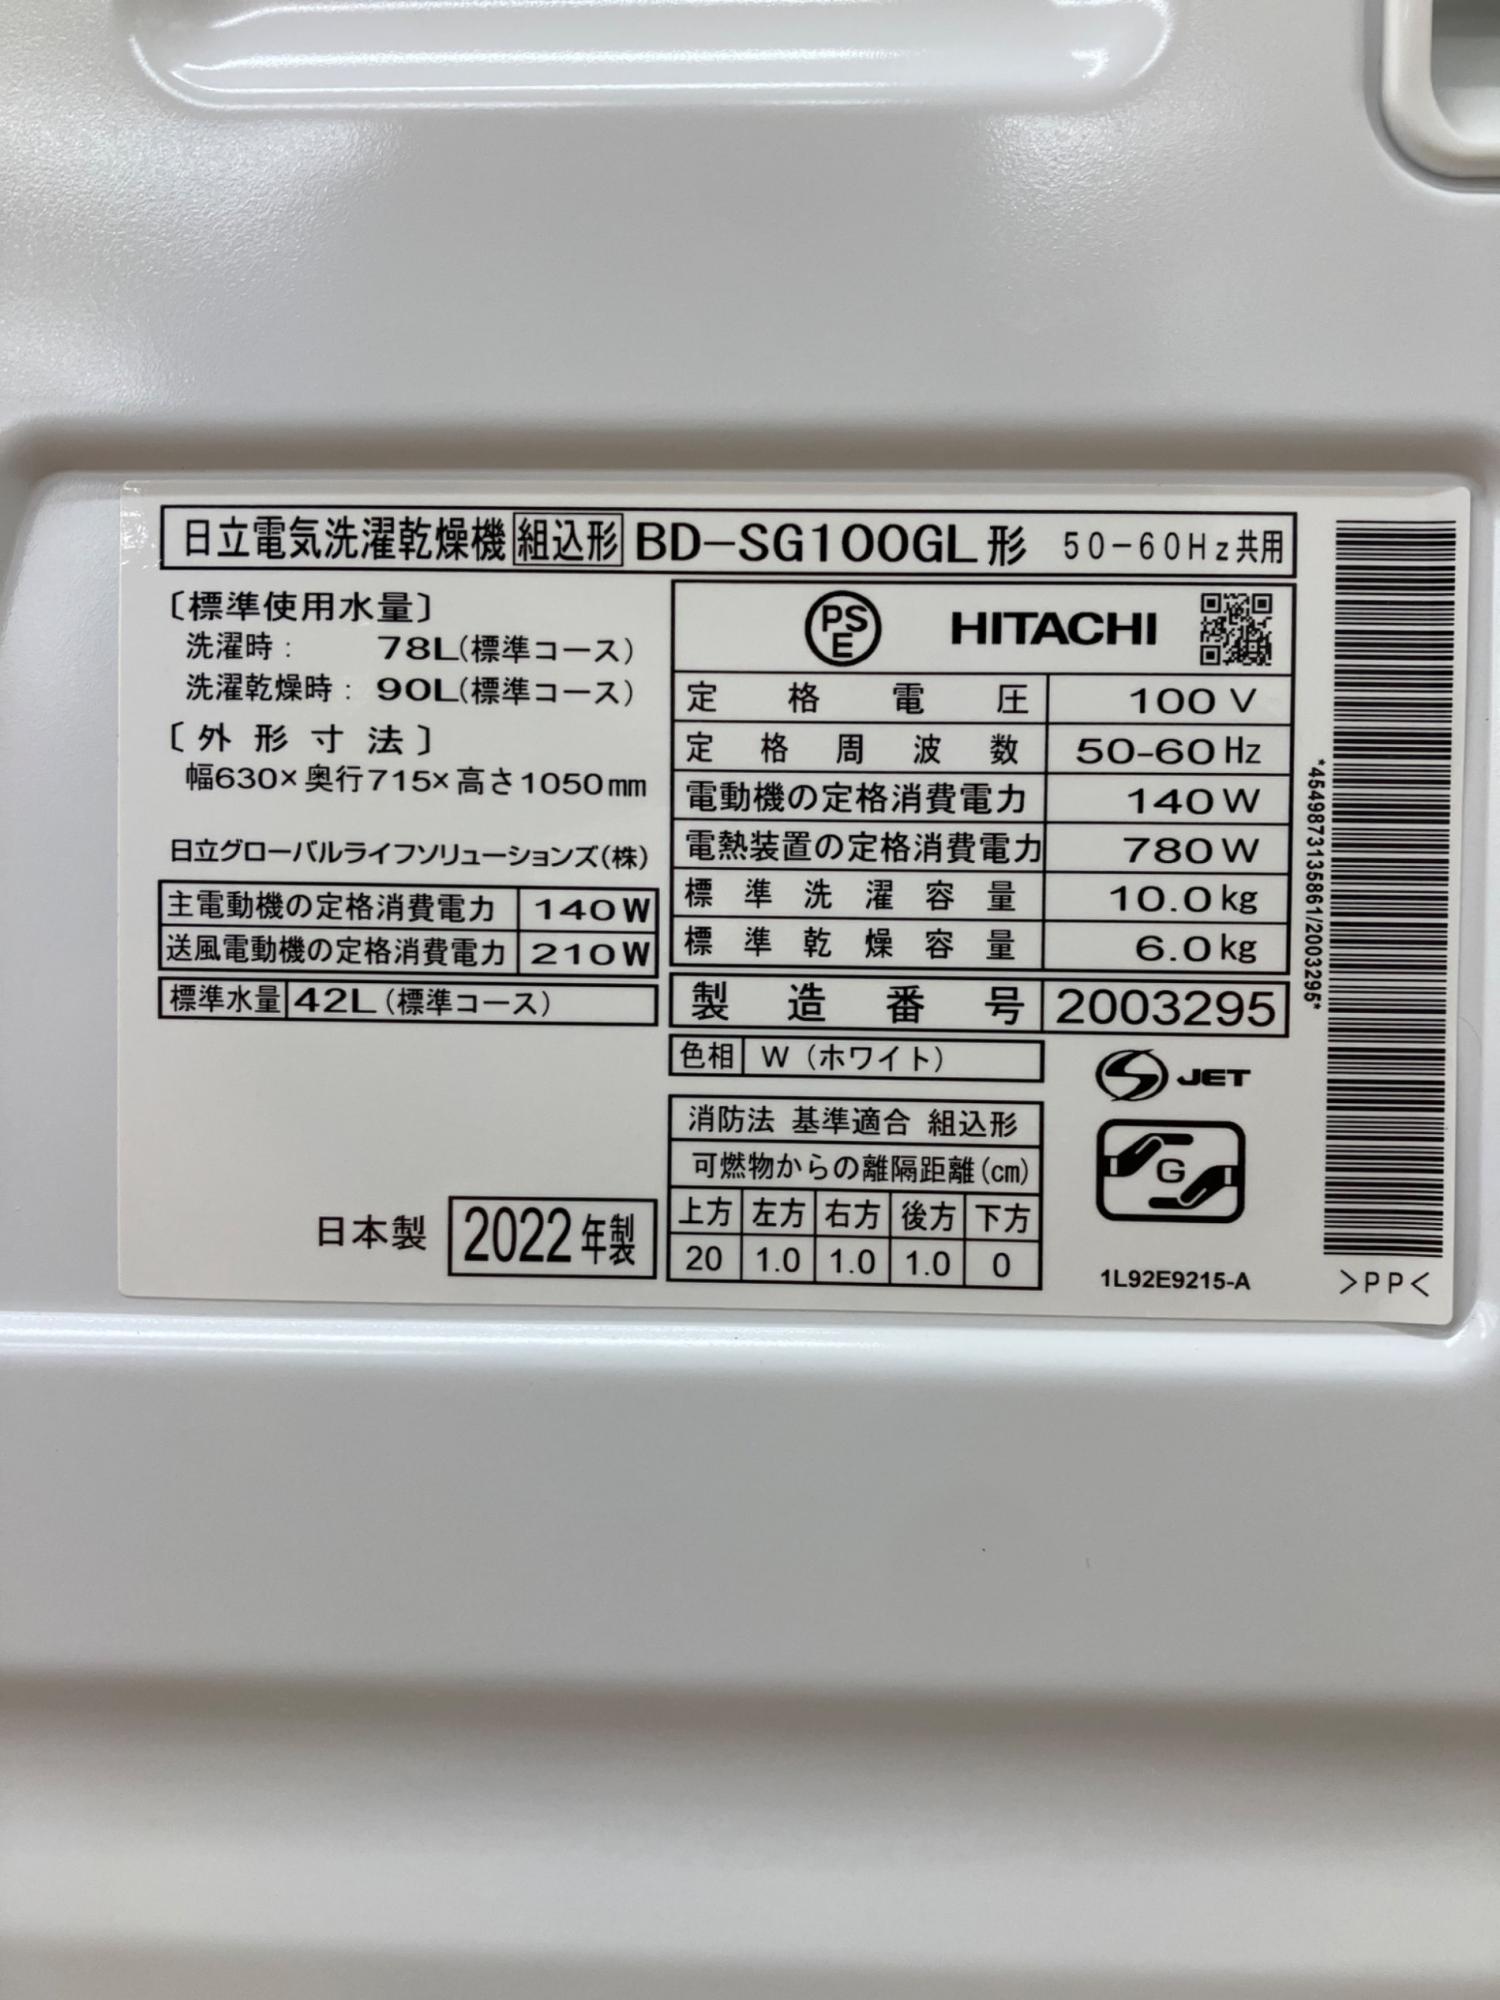 日立電気洗濯乾燥機 組込形 BD-SG100GL形 50-60Hz共用
〔標準使用水量〕
洗濯時: 78L(標準コース)
洗濯乾燥時: 90L(標準コース)
〔外形寸法〕
幅630×奥行715×高さ1050mm
日立グローバルライフソリューションズ(株)
主電動機の定格消費電力 140W
送風電動機の定格消費電力 210W
標準水量 42L(標準コース)
日本製 2022年製
PS
E
HITACHI
定格電圧 100V
定格周波数 50-60Hz
電動機の定格消費電力 140W
電熱装置の定格消費電力 780W
標準洗濯容量 10.0kg
標準乾燥容量 6.0kg
製造番号 2003295
色相 W(ホワイト)
消防法 基準適合 組込形
可燃物からの離隔距離(cm)
上方 左方 右方 後方 下方
20 1.0 1.0 1.0 0
S JET
G
1L92E9215-A
*4549873135861/2003295*
>PP<